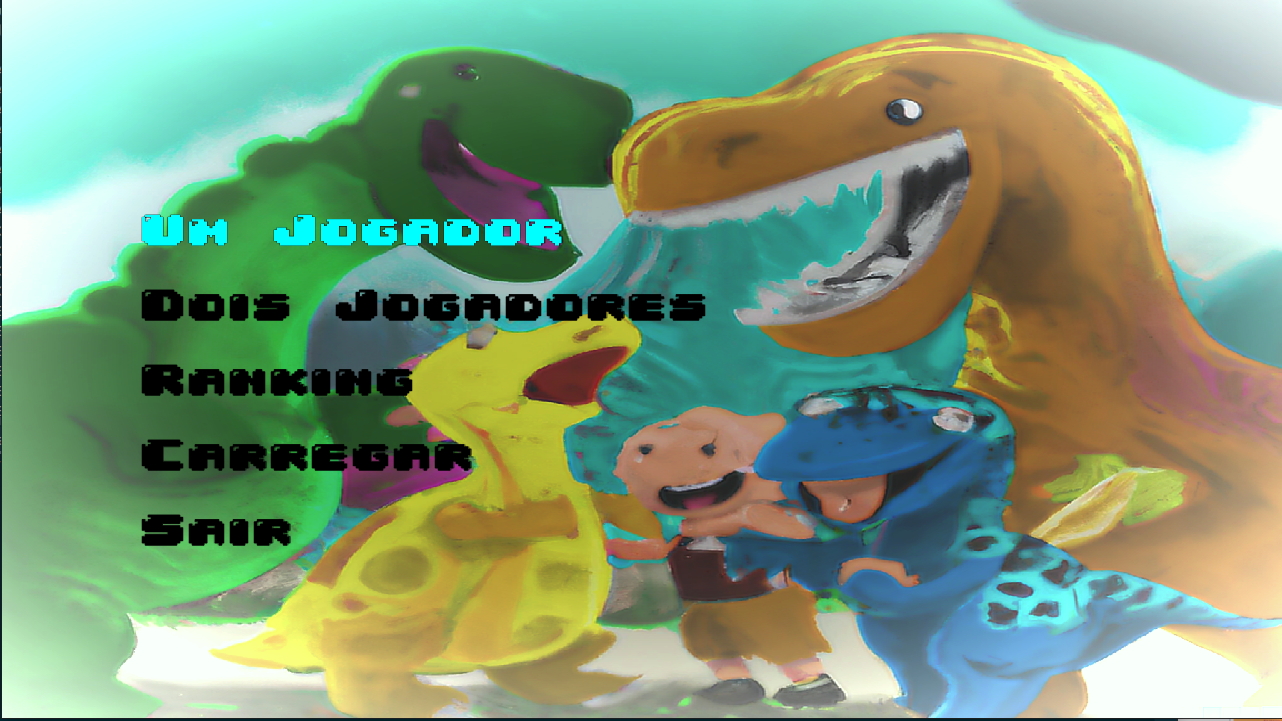 Um Jogador
Dois Jogadores
Ranking
Carregar
Sair